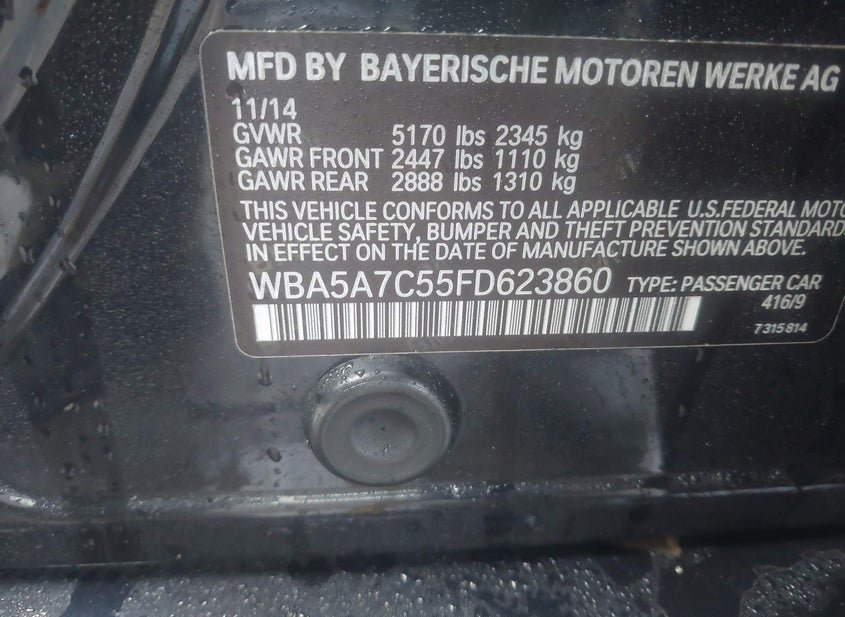 MFD BY BAYERISCHE MOTOREN WERKE AG
11/14
GVWR 5170 lbs 2345 kg
GAWR FRONT 2447 lbs 1110 kg
GAWR REAR 2888 lbs 1310 kg
THIS VEHICLE CONFORMS TO ALL APPLICABLE U.S.FEDERAL MOTO
VEHICLE SAFETY, BUMPER AND THEFT PREVENTION STANDARD
IN EFFECT ON THE DATE OF MANUFACTURE SHOWN ABOVE.
WBA5A7C55FD623860 TYPE: PASSENGER CAR
416/9
7 315 814